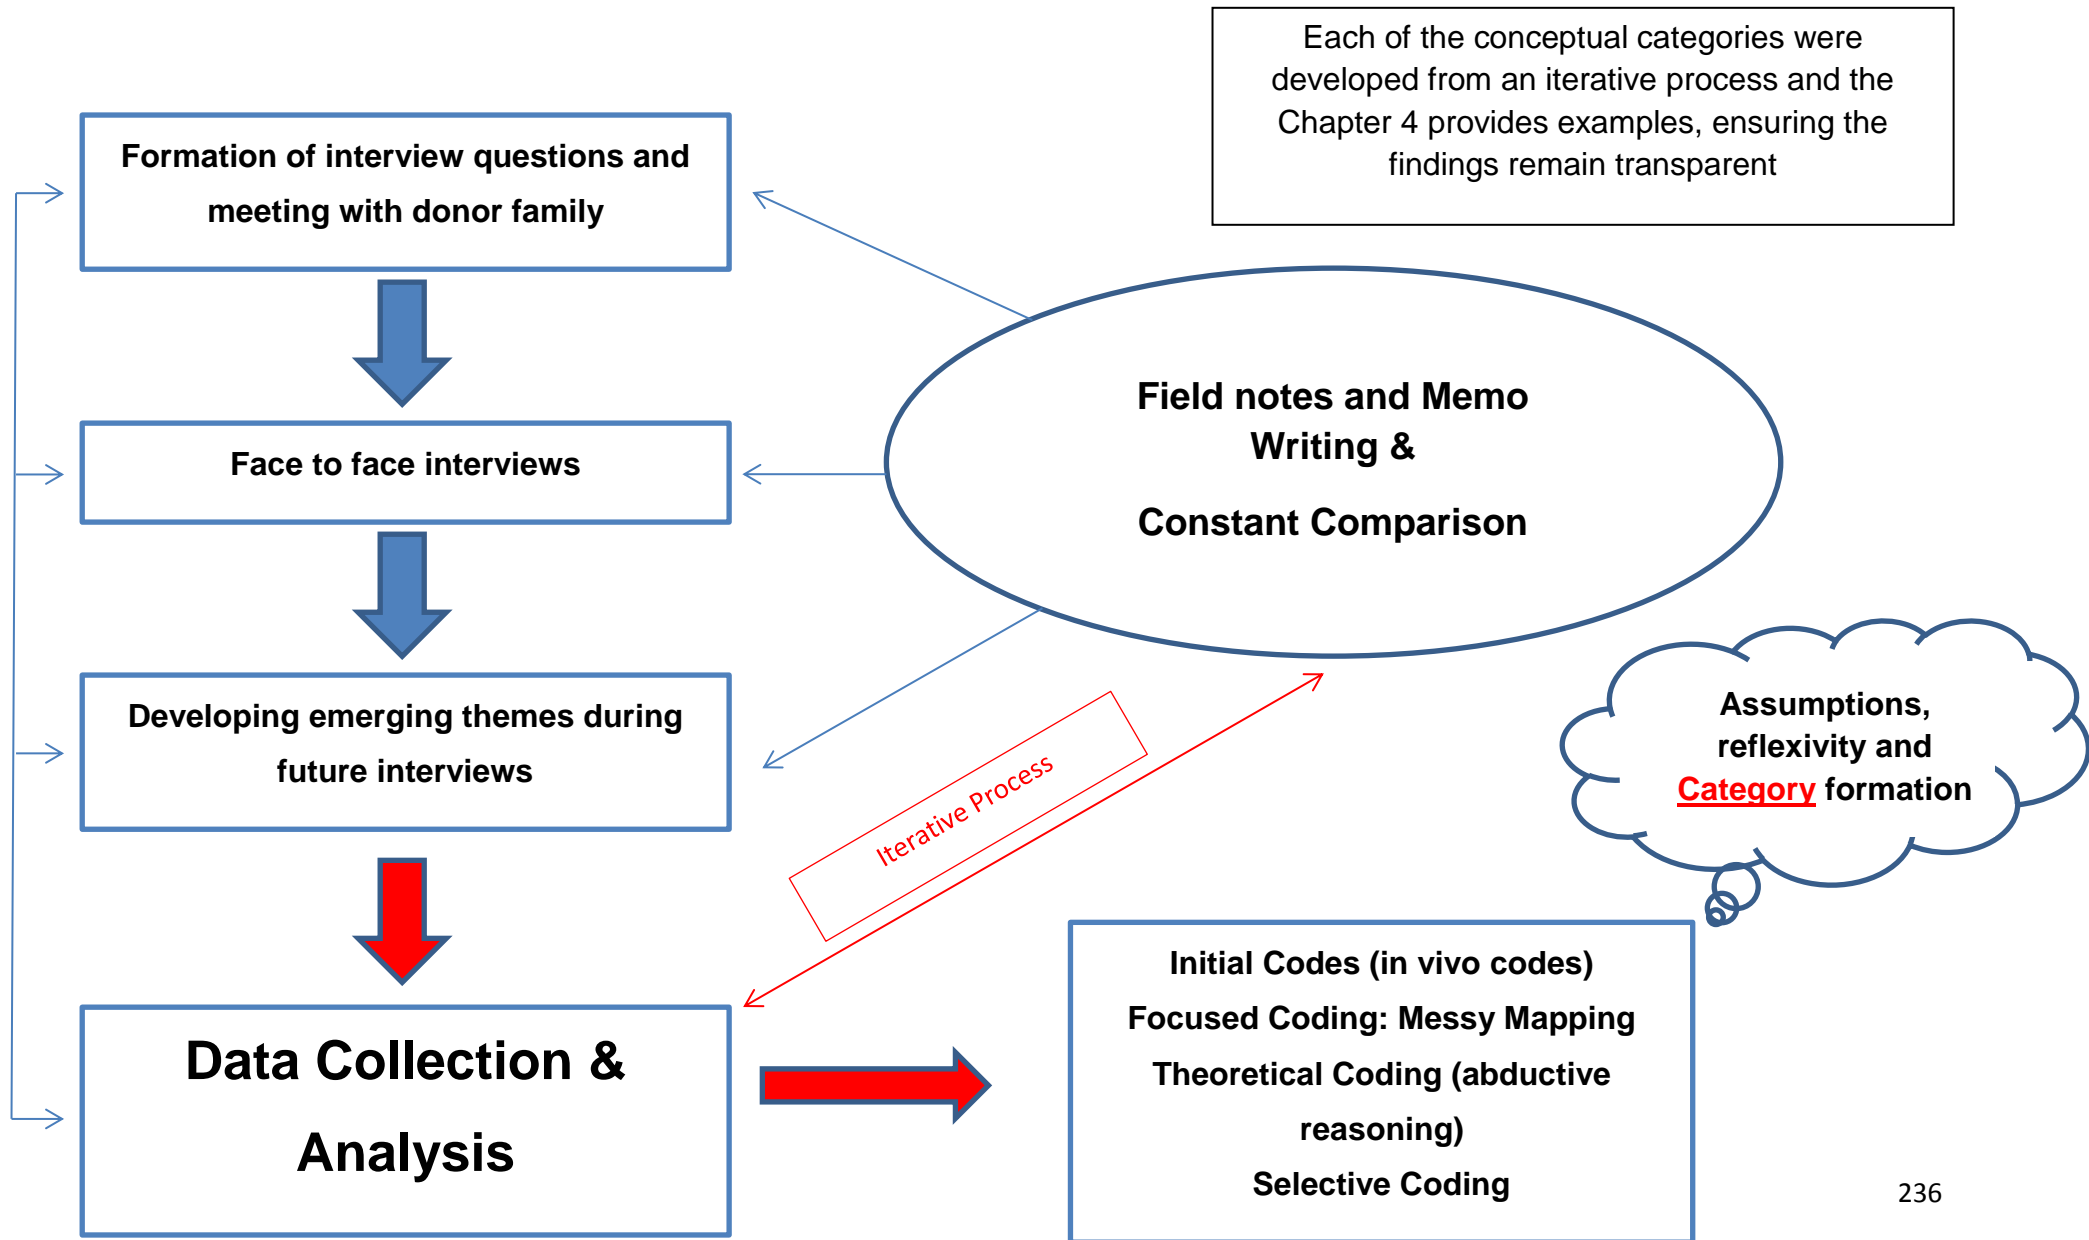 Each of the conceptual categories were
developed from an iterative process and the
Chapter 4 provides examples, ensuring the
findings remain transparent
Formation of interview questions and
meeting with donor family
Face to face interviews
Developing emerging themes during
future interviews
Data Collection &
Analysis
Field notes and Memo
Writing &
Constant Comparison
Iterative Process
Assumptions,
reflexivity and
Category formation
Initial Codes (in vivo codes)
Focused Coding: Messy Mapping
Theoretical Coding (abductive
reasoning)
Selective Coding
236